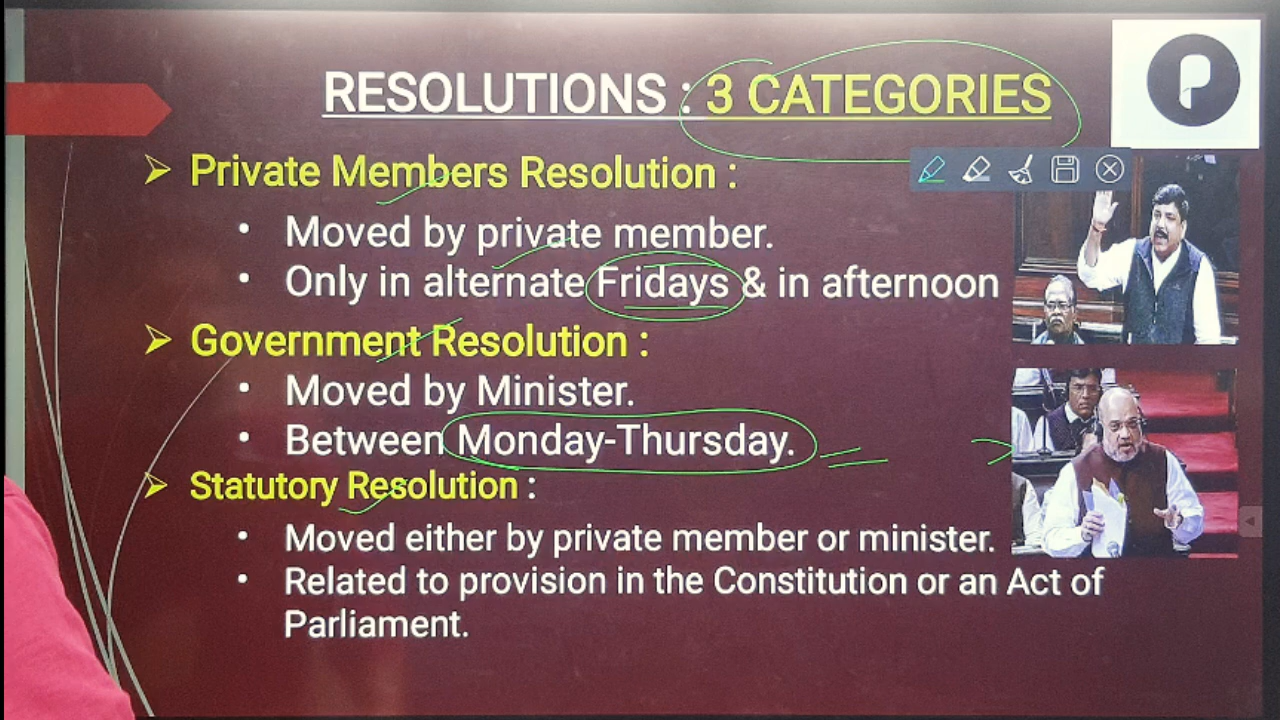 RESOLUTIONS : 3 CATEGORIES
Private Members Resolution :
Moved by private member.
Only in alternate Fridays & in afternoon
Government Resolution :
Moved by Minister.
Between Monday-Thursday.
Statutory Resolution :
Moved either by private member or minister.
Related to provision in the Constitution or an Act of
Parliament.